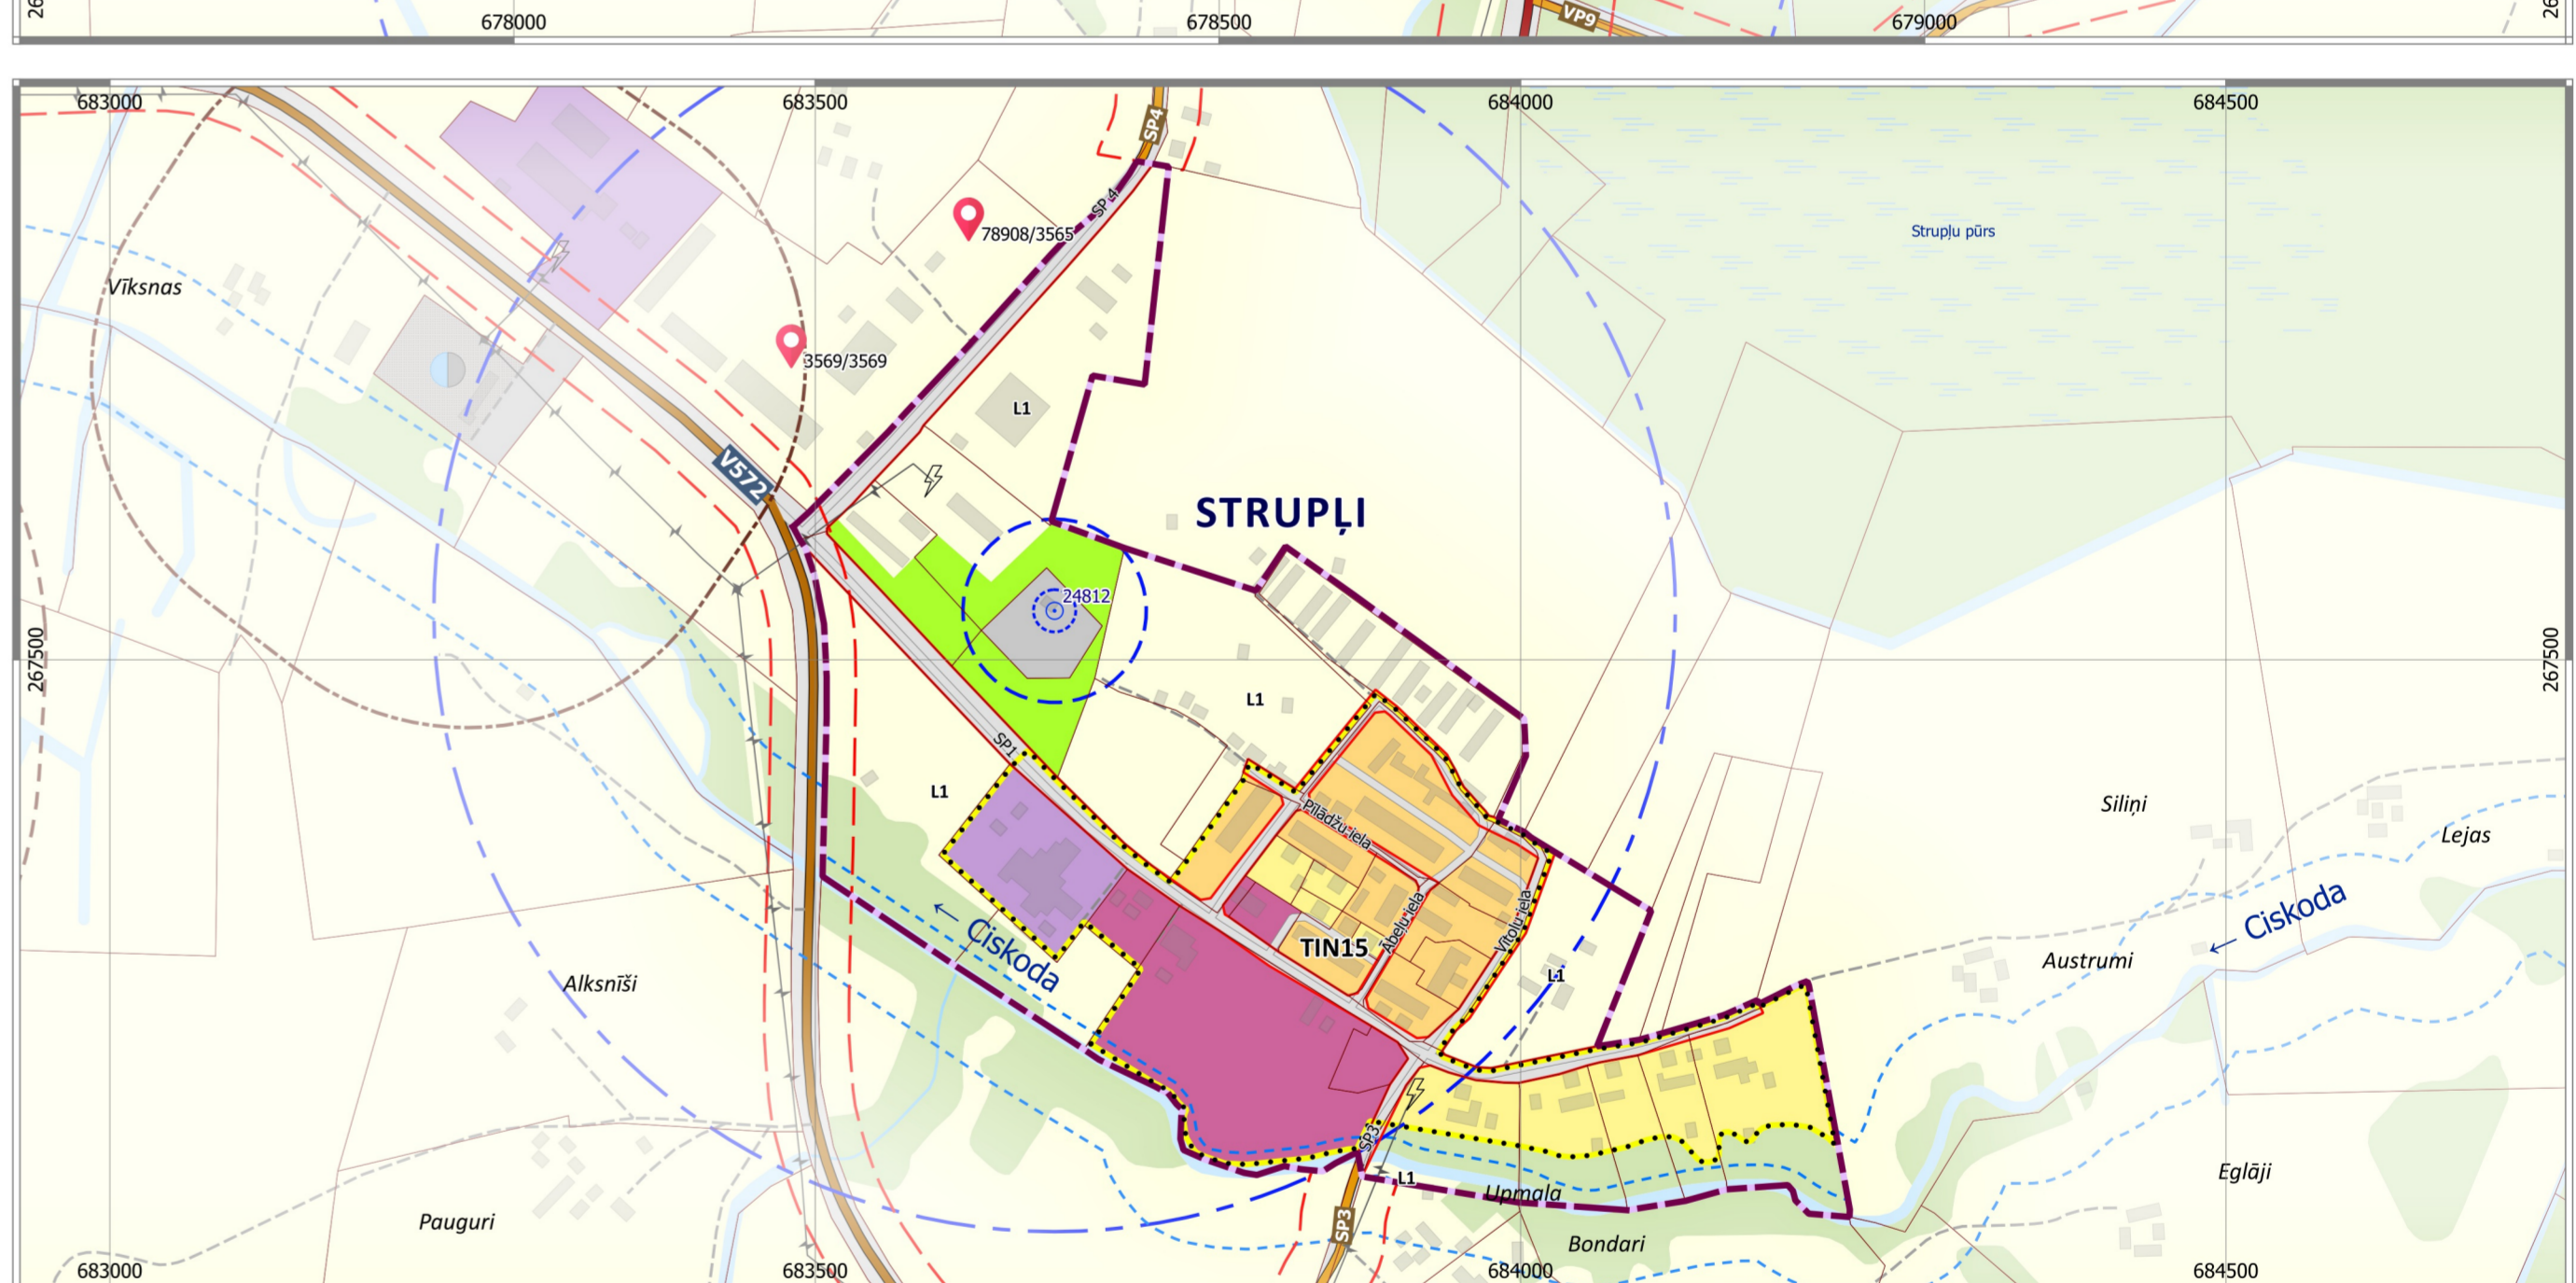 678000
678500
679000
VP9
683000
683500
684000
684500
SP4
SP 4
78908/3565
Strupļu pūrs
Vīksnas
3569/3569
L1
V572
STRUPĻI
24812
267500
267500
L1
SP1
L1
Pīlādžu iela
Siliņi
Lejas
Ābeļu iela
Vītolu iela
← Ciskoda
← Ciskoda
TIN15
Austrumi
L1
Alksnīši
SP3
L1
Upmala
Eglāji
Pauguri
SP3
Bondari
683000
683500
684000
684500